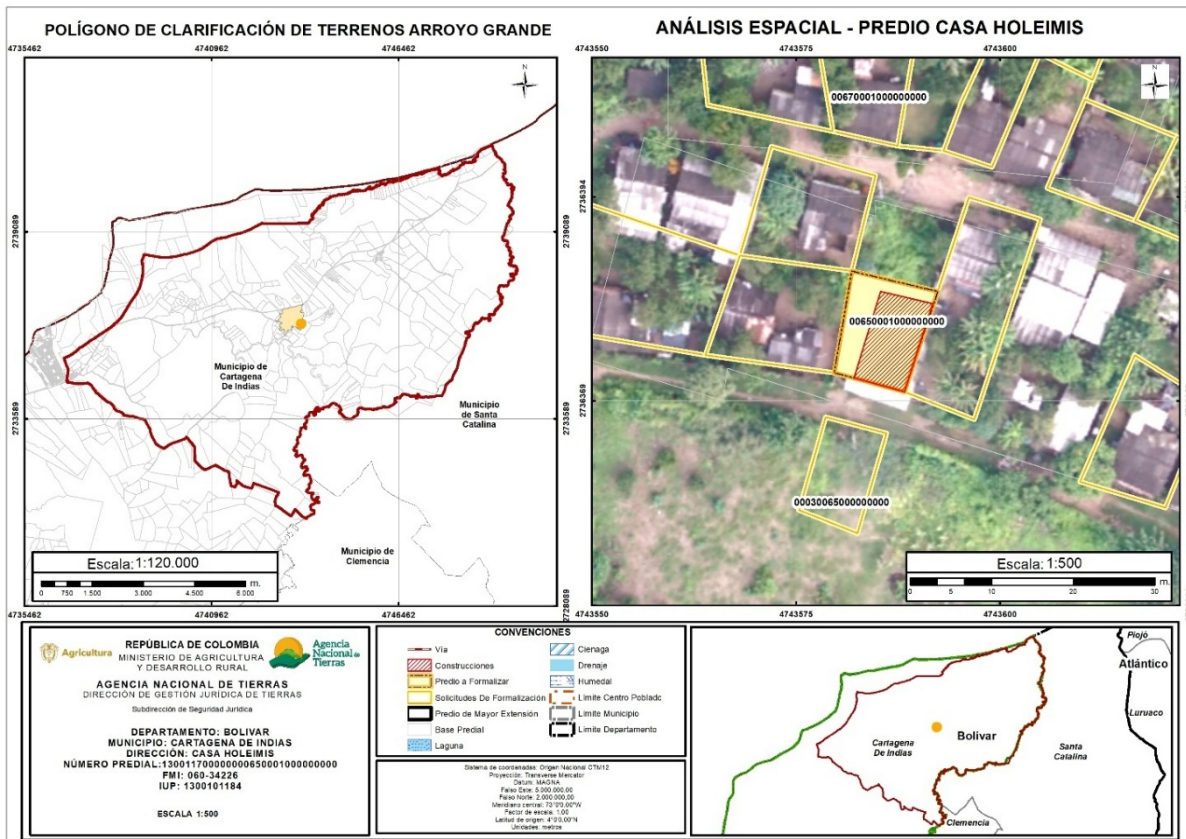 POLÍGONO DE CLARIFICACIÓN DE TERRENOS ARROYO GRANDE
4735462
4740962
4746462
N
2739089
2733589
2728089
Municipio de
Cartagena
De Indias
Municipio
de Santa
Catalina
Municipio de
Clemencia
Escala: 1:120.000
0 750 1.500 3.000 4.500 6.000 m.
4735462
4740962
4746462
ANÁLISIS ESPACIAL - PREDIO CASA HOLEIMIS
4743550
4743575
4743600
N
2736394
2736369
00670001000000000
00650001000000000
00030065000000000
Escala: 1:500
0 5 10 20 30 m.
4743550
4743575
4743600
Agricultura
REPÚBLICA DE COLOMBIA
MINISTERIO DE AGRICULTURA
Y DESARROLLO RURAL
Agencia
Nacional de
Tierras
AGENCIA NACIONAL DE TIERRAS
DIRECCIÓN DE GESTIÓN JURÍDICA DE TIERRAS
Subdirección de Seguridad Jurídica
DEPARTAMENTO: BOLIVAR
MUNICIPIO: CARTAGENA DE INDIAS
DIRECCIÓN: CASA HOLEIMIS
FMI: 060-34226
IUP: 1300101184
ESCALA 1:500
CONVENCIONES
Vía
Construcciones
Predio a Formalizar
Solicitudes De Formalización
Predio de Mayor Extensión
Base Predial
Laguna
Cienaga
Drenaje
Humedal
Límite Centro Poblado
Límite Municipio
Límite Departamento
Sistema de coordenadas: Origen Nacional CTM12
Proyección: Transverse Mercator
Datum: MAGNA
Falso Este: 5.000.000,00
Falso Norte: 2.000.000,00
Meridiano central: 73°0'0.00"W
Factor de escala: 1,00
Latitud de origen: 4°0'0,00"N
Unidades: metros
Piojó
Atlántico
Luruaco
Bolivar
Cartagena
De Indias
Santa
Catalina
Clemencia